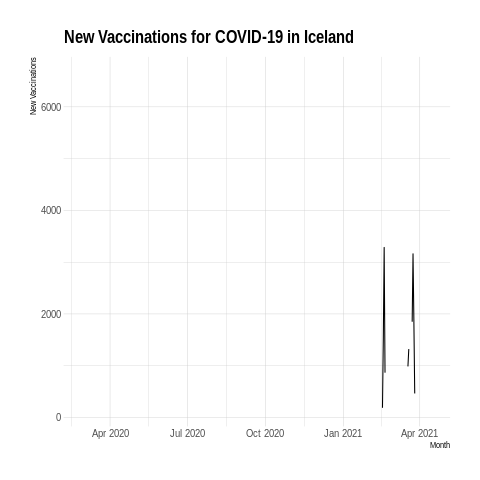 New Vaccinations for COVID-19 in Iceland
New Vaccinations
6000
4000
2000
0
Apr 2020 Jul 2020 Oct 2020 Jan 2021 Apr 2021
Month